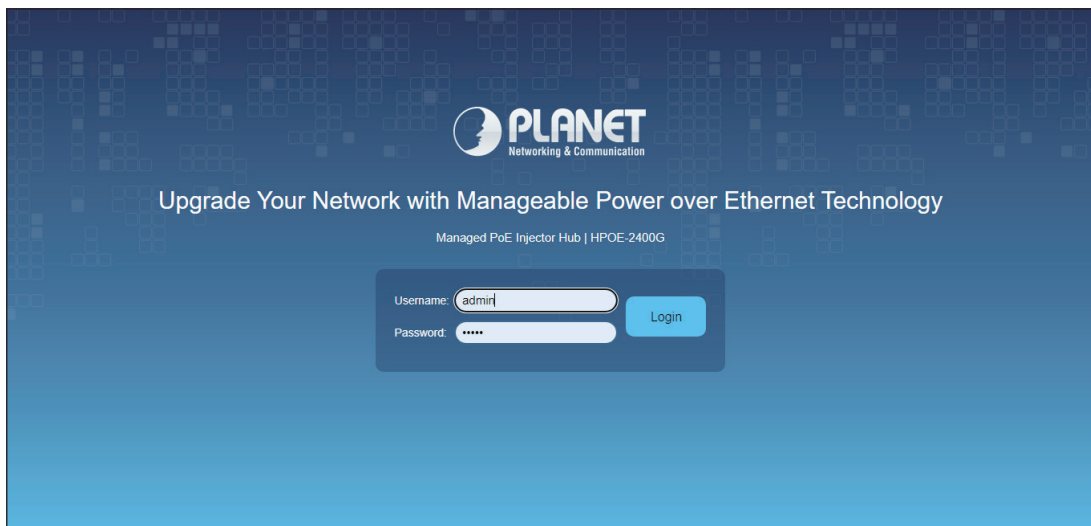 PLANET
Networking & Communication
Upgrade Your Network with Manageable Power over Ethernet Technology
Managed PoE Injector Hub | HPOE-2400G
Username: admin
Password: •••••
Login